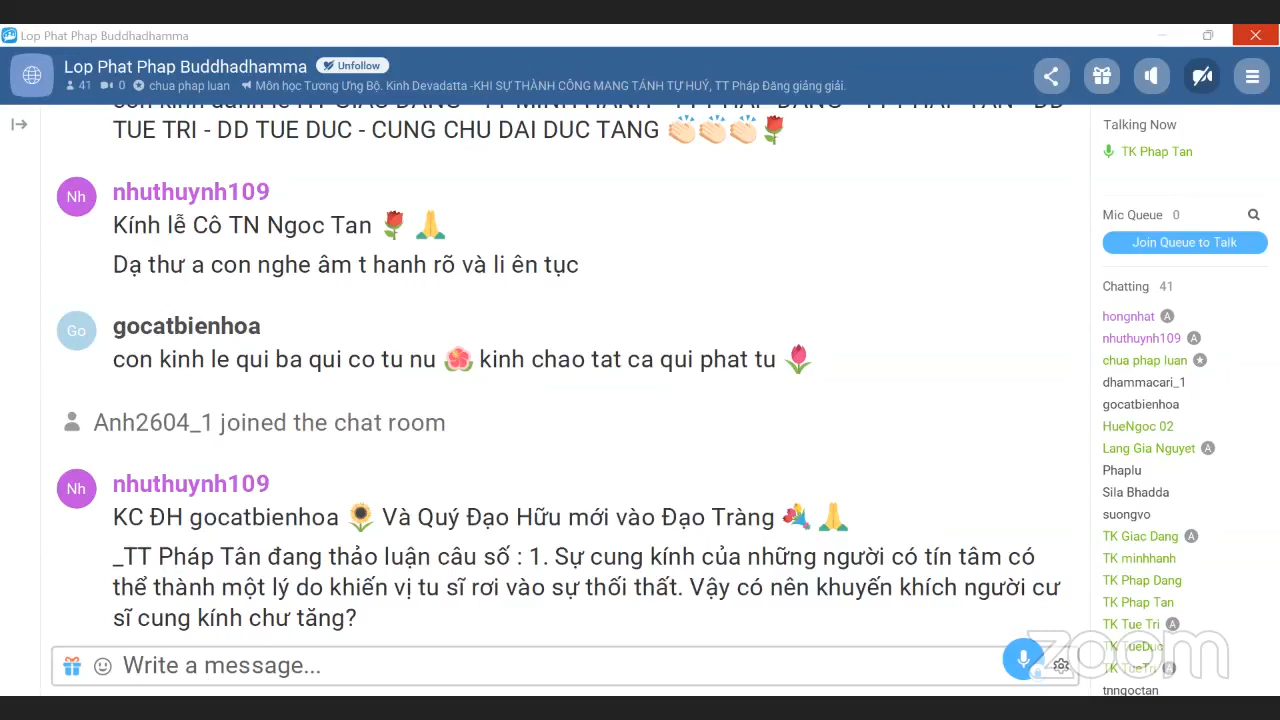 Lop Phat Phap Buddhadhamma
Lop Phat Phap Buddhadhamma Unfollow
41 0 chua phap luan Môn học Tương Ưng Bộ. Kinh Devadatta -KHI SỰ THÀNH CÔNG MANG TÁNH TỰ HUỶ, TT Pháp Đăng giảng giải.
TUE TRI - DD TUE DUC - CUNG CHU DAI DUC TANG 👏🏻👏🏻👏🏻🌹
Nh nhuthuynh109
Kính lễ Cô TN Ngoc Tan 🌹 🙏
Dạ thư a con nghe âm t hanh rõ và li ên tục
Go gocatbienhoa
con kinh le qui ba qui co tu nu 🌺 kinh chao tat ca qui phat tu 🌷
Anh2604_1 joined the chat room
Nh nhuthuynh109
KC ĐH gocatbienhoa 🌻 Và Quý Đạo Hữu mới vào Đạo Tràng 💐 🙏
_TT Pháp Tân đang thảo luận câu số : 1. Sự cung kính của những người có tín tâm có
thể thành một lý do khiến vị tu sĩ rơi vào sự thối thất. Vậy có nên khuyến khích người cư
sĩ cung kính chư tăng?
Write a message...
Talking Now
TK Phap Tan
Mic Queue 0
Join Queue to Talk
Chatting 41
hongnhat A
nhuthuynh109 A
chua phap luan
dhammacari_1
gocatbienhoa
HueNgoc 02
Lang Gia Nguyet A
Phaplu
Sila Bhadda
suongvo
TK Giac Dang A
TK minhhanh
TK Phap Dang
TK Phap Tan
TK Tue Tri A
TK TueDuc
TK TueTri A
tnngoctan
zoom